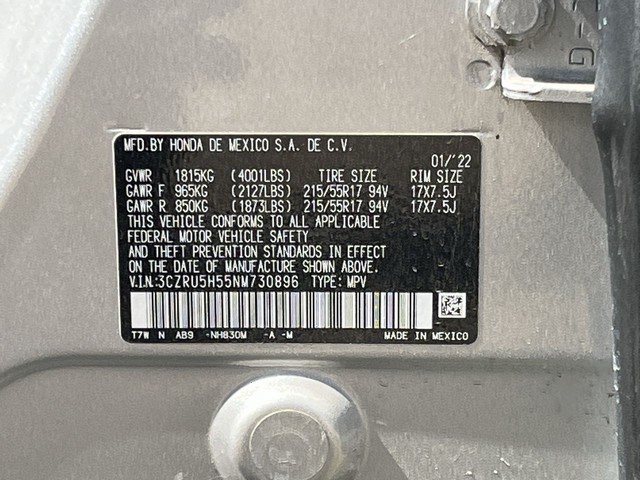 MFD.BY HONDA DE MEXICO S.A. DE C.V.
01/'22
GVWR 1815KG (4001LBS) TIRE SIZE RIM SIZE
GAWR F 965KG (2127LBS) 215/55R17 94V 17X7.5J
GAWR R 850KG (1873LBS) 215/55R17 94V 17X7.5J
THIS VEHICLE CONFORMS TO ALL APPLICABLE
FEDERAL MOTOR VEHICLE SAFETY
AND THEFT PREVENTION STANDARDS IN EFFECT
ON THE DATE OF MANUFACTURE SHOWN ABOVE.
V.I.N.:3CZRU5H55NM730896 TYPE: MPV
T7W N AB9 -NH830M -A -M MADE IN MEXICO
G